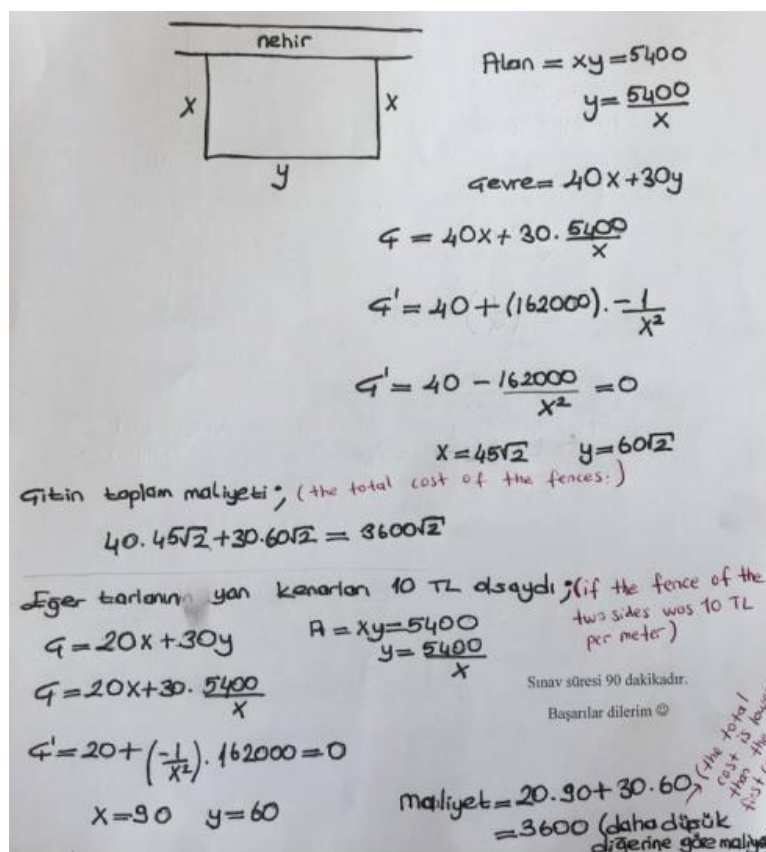 nehir
x
x
y
Alan = xy = 5400
y = 5400/x
Çevre = 40x + 30y
Ç = 40x + 30 . 5400/x
Ç' = 40 + (162000) . -1/x²
Ç' = 40 - 162000/x² = 0
x = 45√2 y = 60√2
Çitin toplam maliyeti; (the total cost of the fences.)
40. 45√2 + 30.60√2 = 3600√2
Eğer tarlanın yan kenarları 10 TL olsaydı; (if the fence of the
two sides was 10 TL
per meter)
Ç = 20x + 30y
A = xy = 5400
y = 5400/x
Ç = 20x + 30 . 5400/x
Ç' = 20 + (-1/x²) . 162000 = 0
x = 90 y = 60
Sınav süresi 90 dakikadır.
Başarılar dilerim ☺
Maliyet = 20.90 + 30.60
= 3600 (daha düşük
diğerine göre
(the total
cost is
than the
first